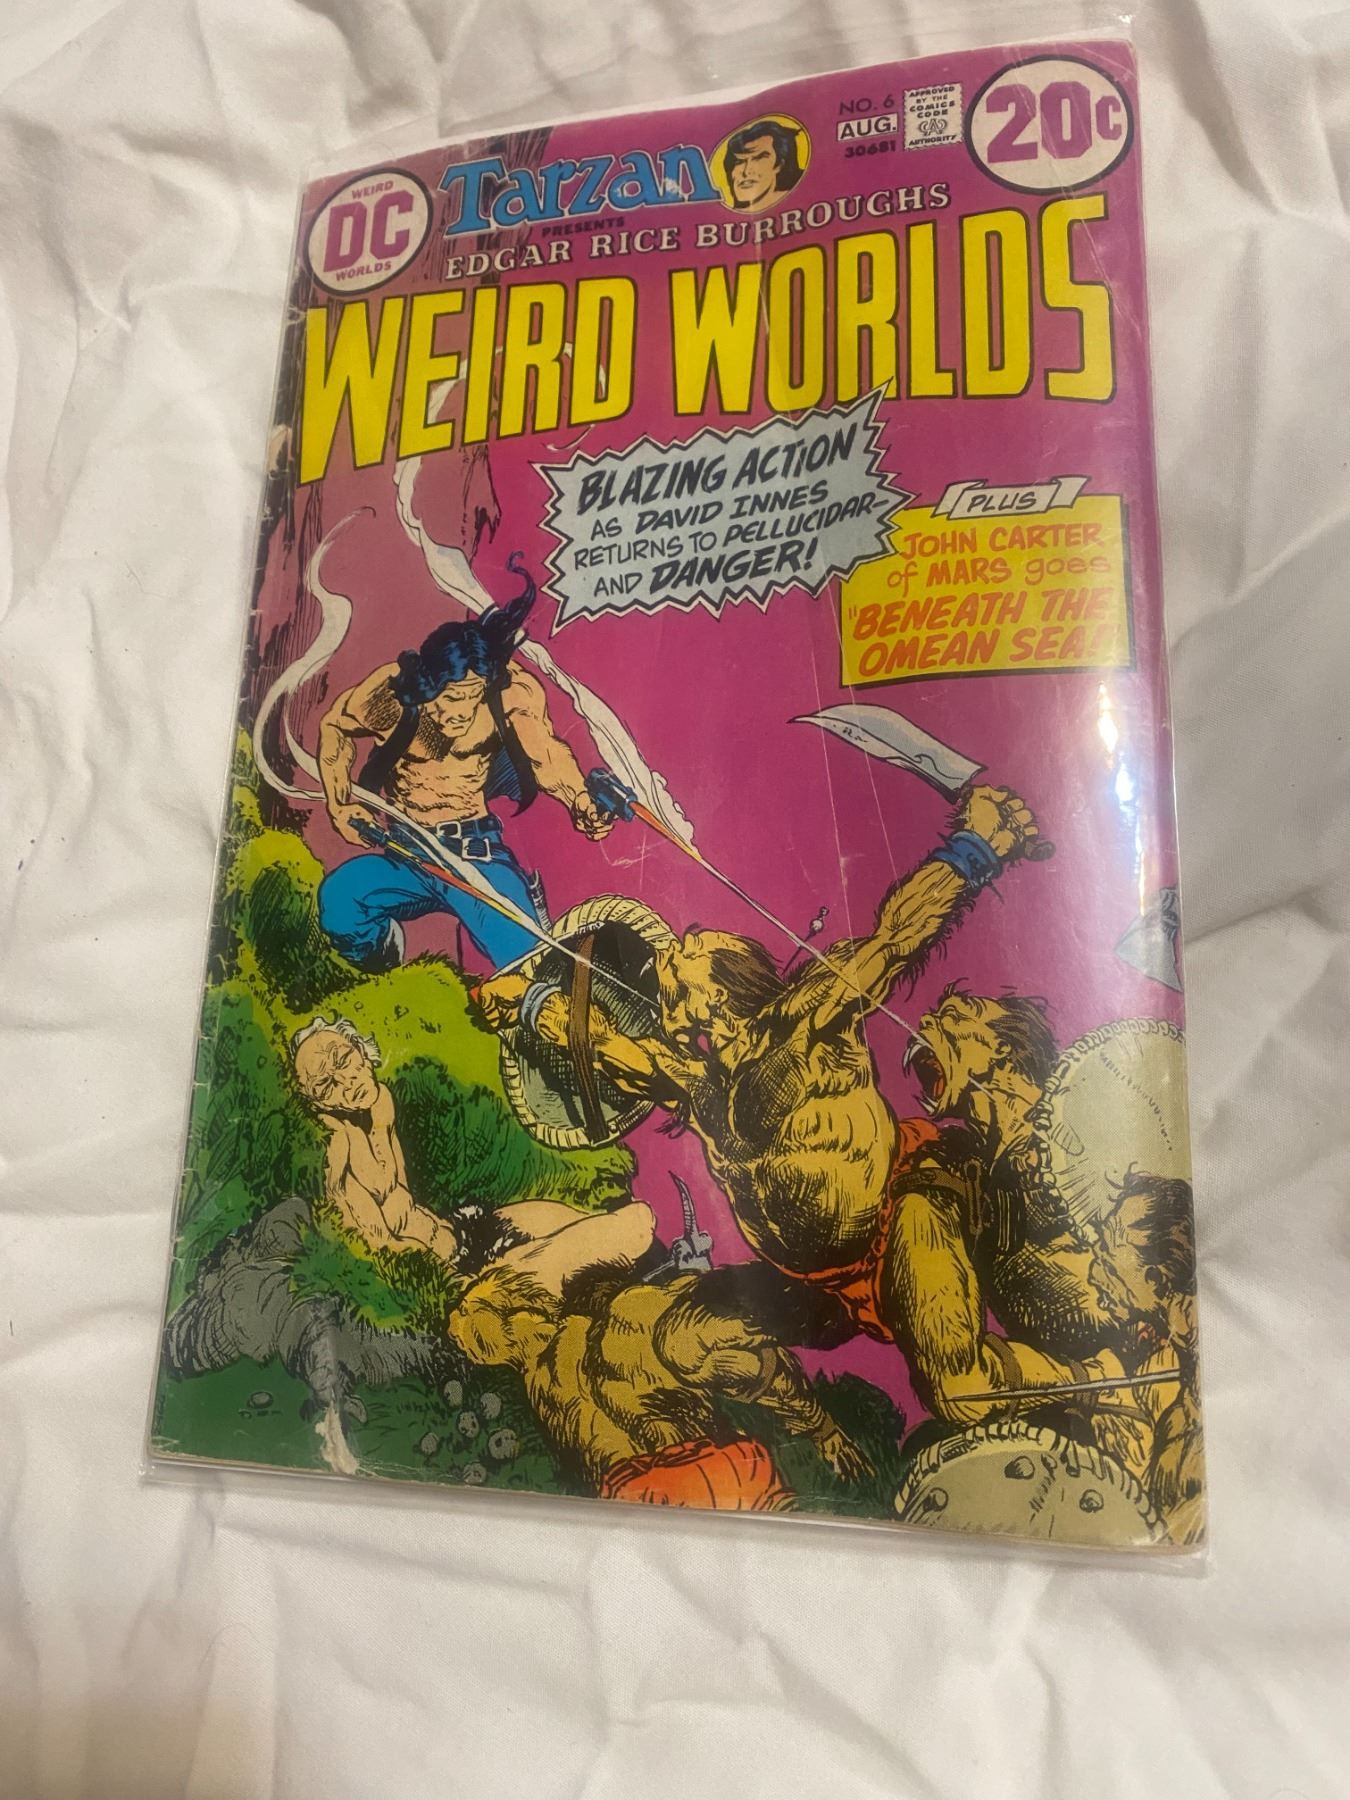 WEIRD
DC
WORLDS
Tarzan
PRESENTS
EDGAR RICE BURROUGHS
WEIRD WORLDS
NO. 6
AUG.
30681
APPROVED
BY THE
COMICS
CODE
CA
AUTHORITY
20c
BLAZING ACTION
AS DAVID INNES
RETURNS TO PELLUCIDAR-
AND DANGER!
PLUS
JOHN CARTER
of MARS goes
"BENEATH THE
OMEAN SEA!